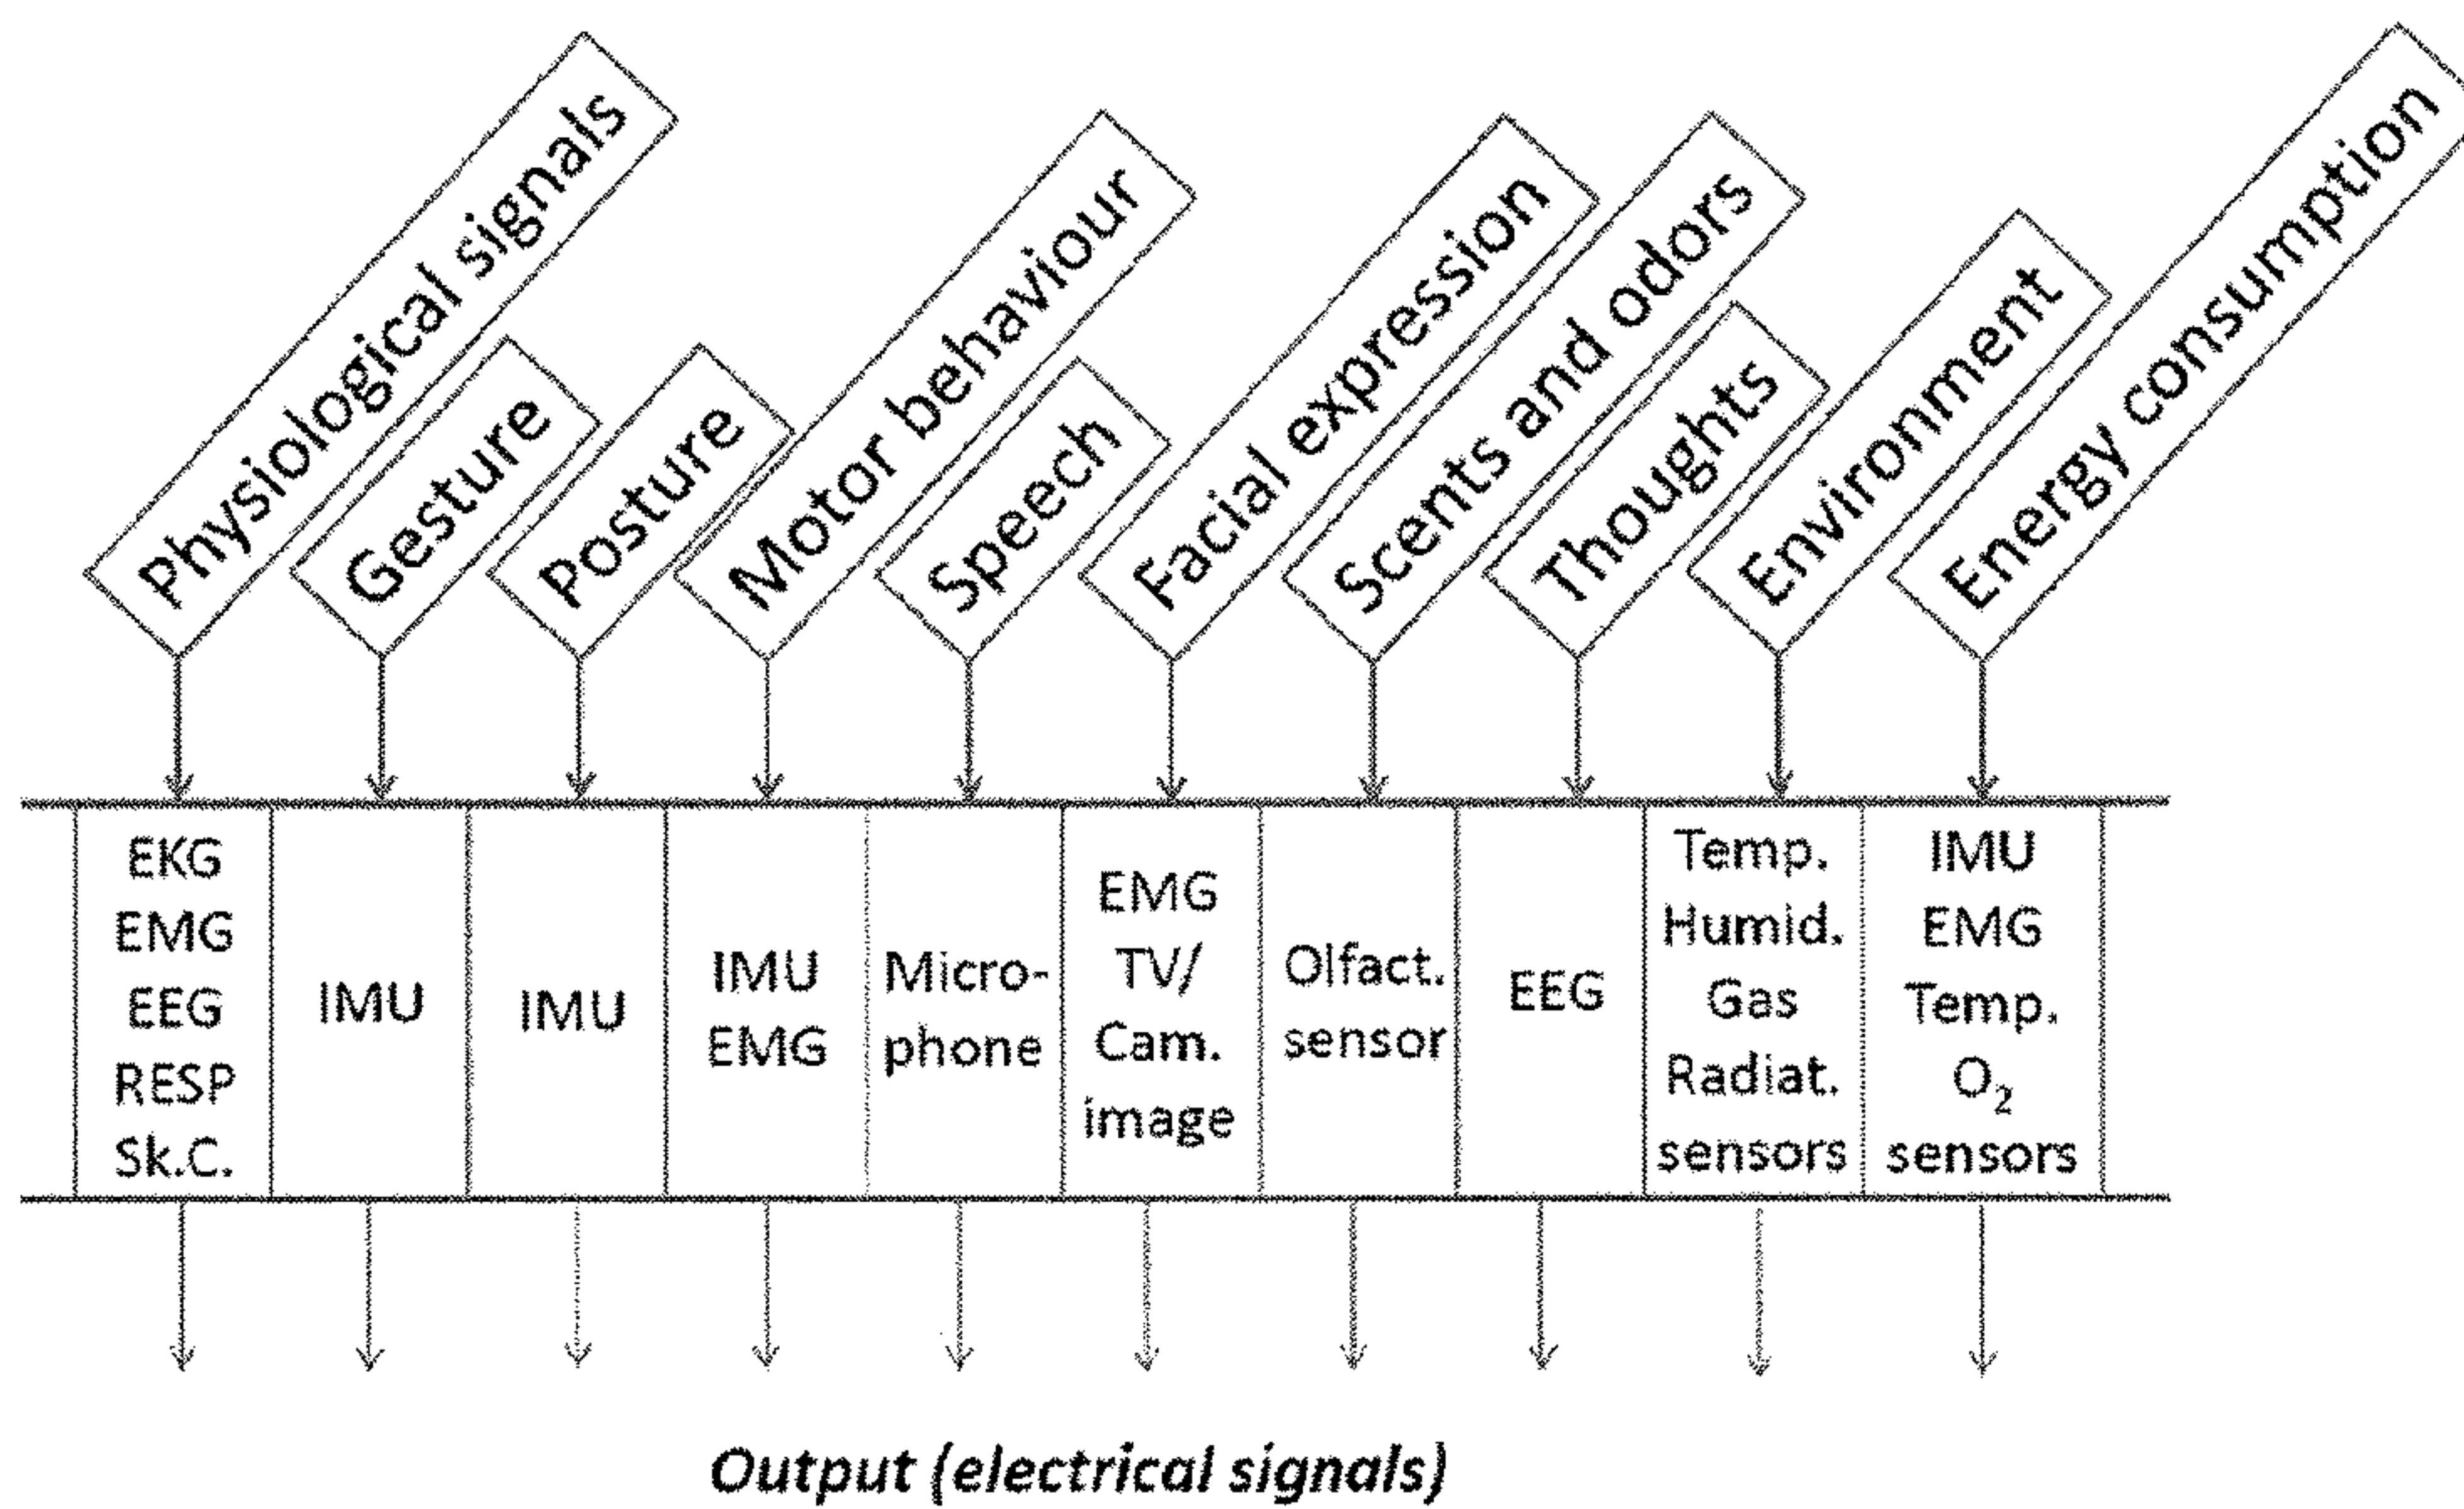 Physiological signals
Gesture
Posture
Motor behaviour
Speech
Facial expression
Scents and odors
Thoughts
Environment
Energy consumption
EKG
EMG
EEG
RESP
Sk.C.
IMU
IMU
IMU
EMG
Micro-
phone
EMG
TV/
Cam.
image
Olfact.
sensor
EEG
Temp.
Humid.
Gas
Radiat.
sensors
IMU
EMG
Temp.
O₂
sensors
Output (electrical signals)